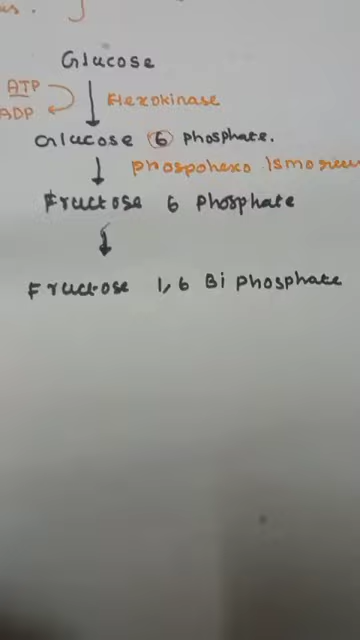 Glucose
ATP
ADP
Hexokinase
Glucose 6 Phosphate.
Phospohexo Ismo
Fructose 6 Phosphate
Fructose 1,6 Bi Phosphate